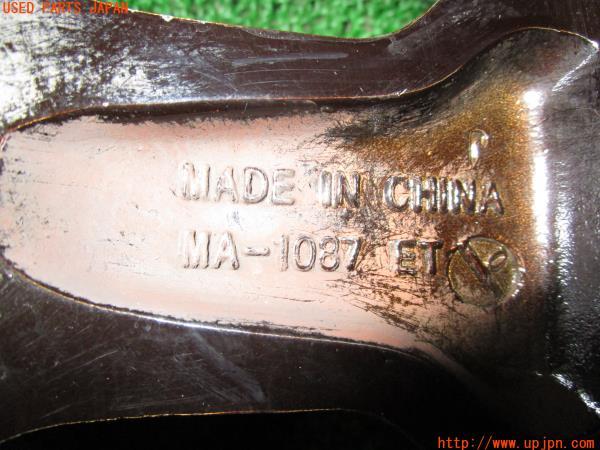 USED PARTS JAPAN
MADE IN CHINA
MA-1087 ET
http://www.upjpn.com/